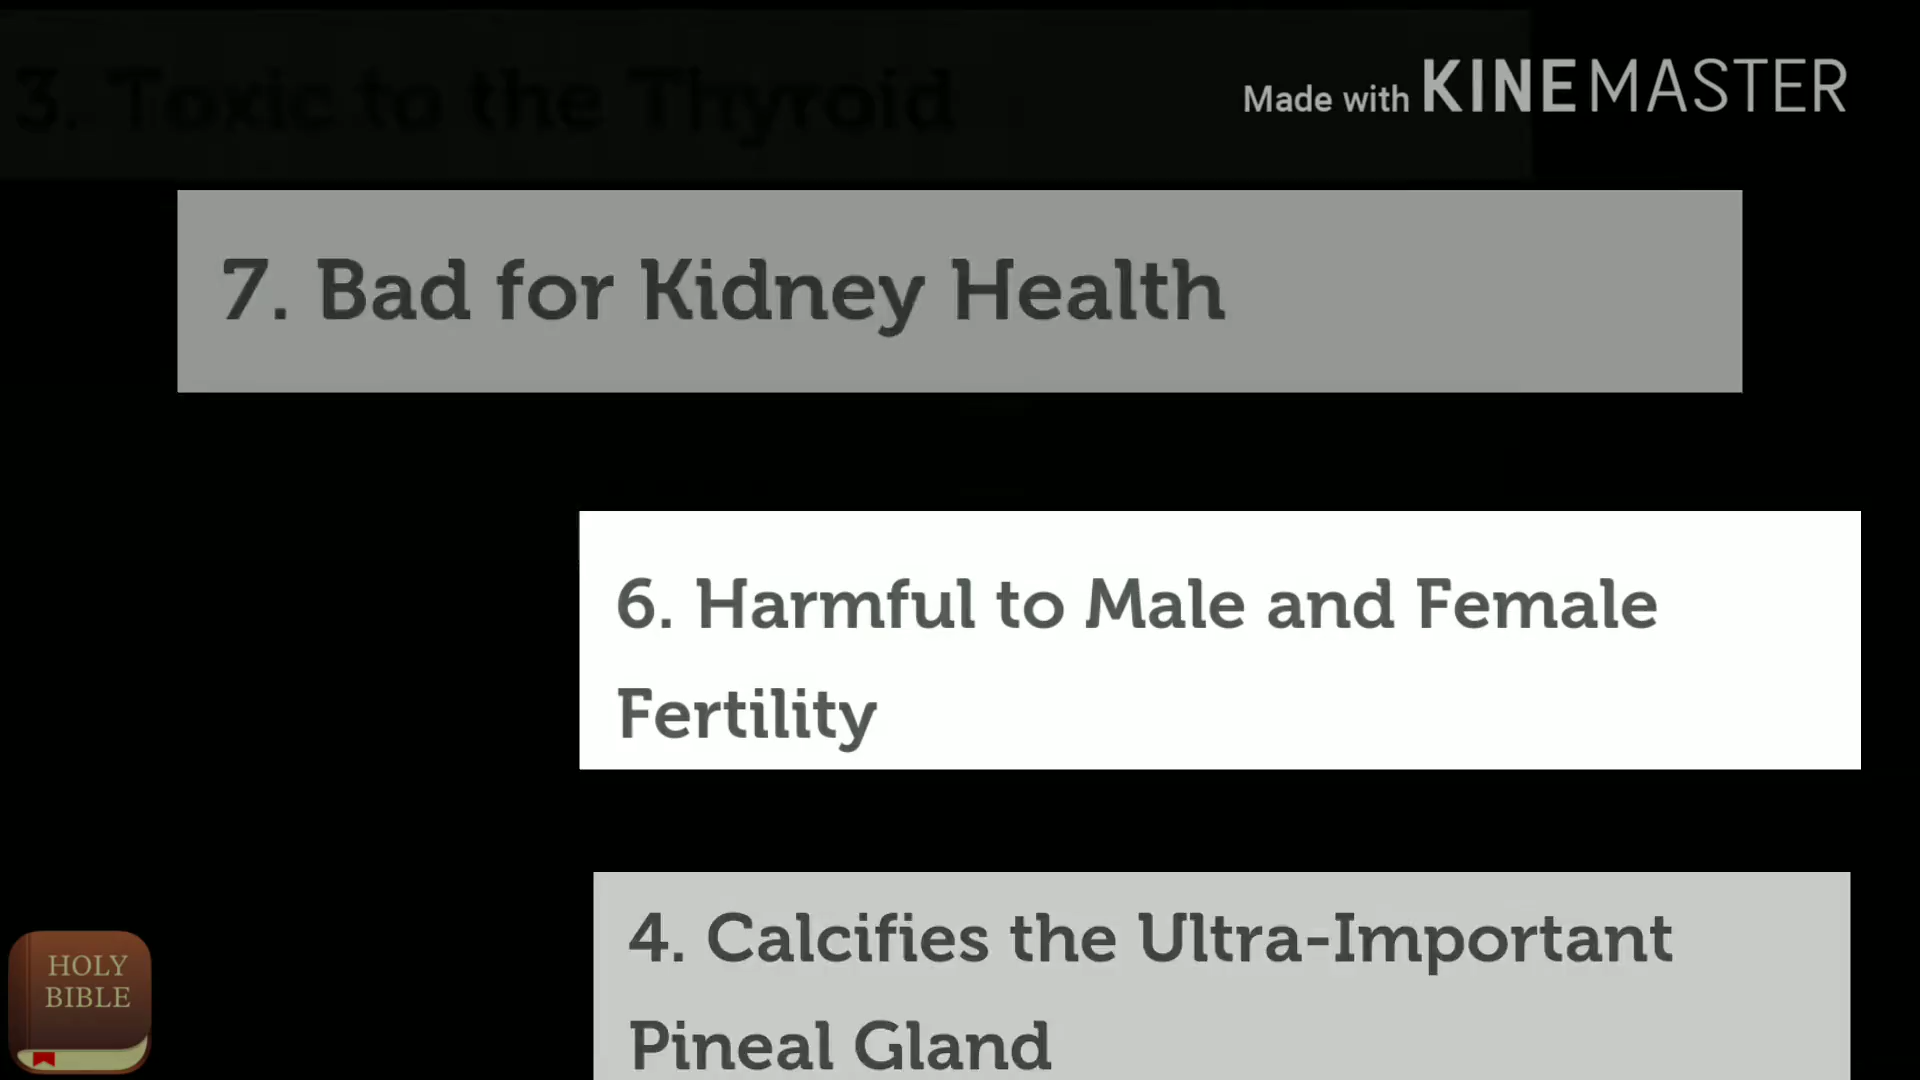 3. Toxic to the Thyroid
Made with KINEMASTER
7. Bad for Kidney Health
6. Harmful to Male and Female
Fertility
4. Calcifies the Ultra-Important
Pineal Gland
HOLY
BIBLE